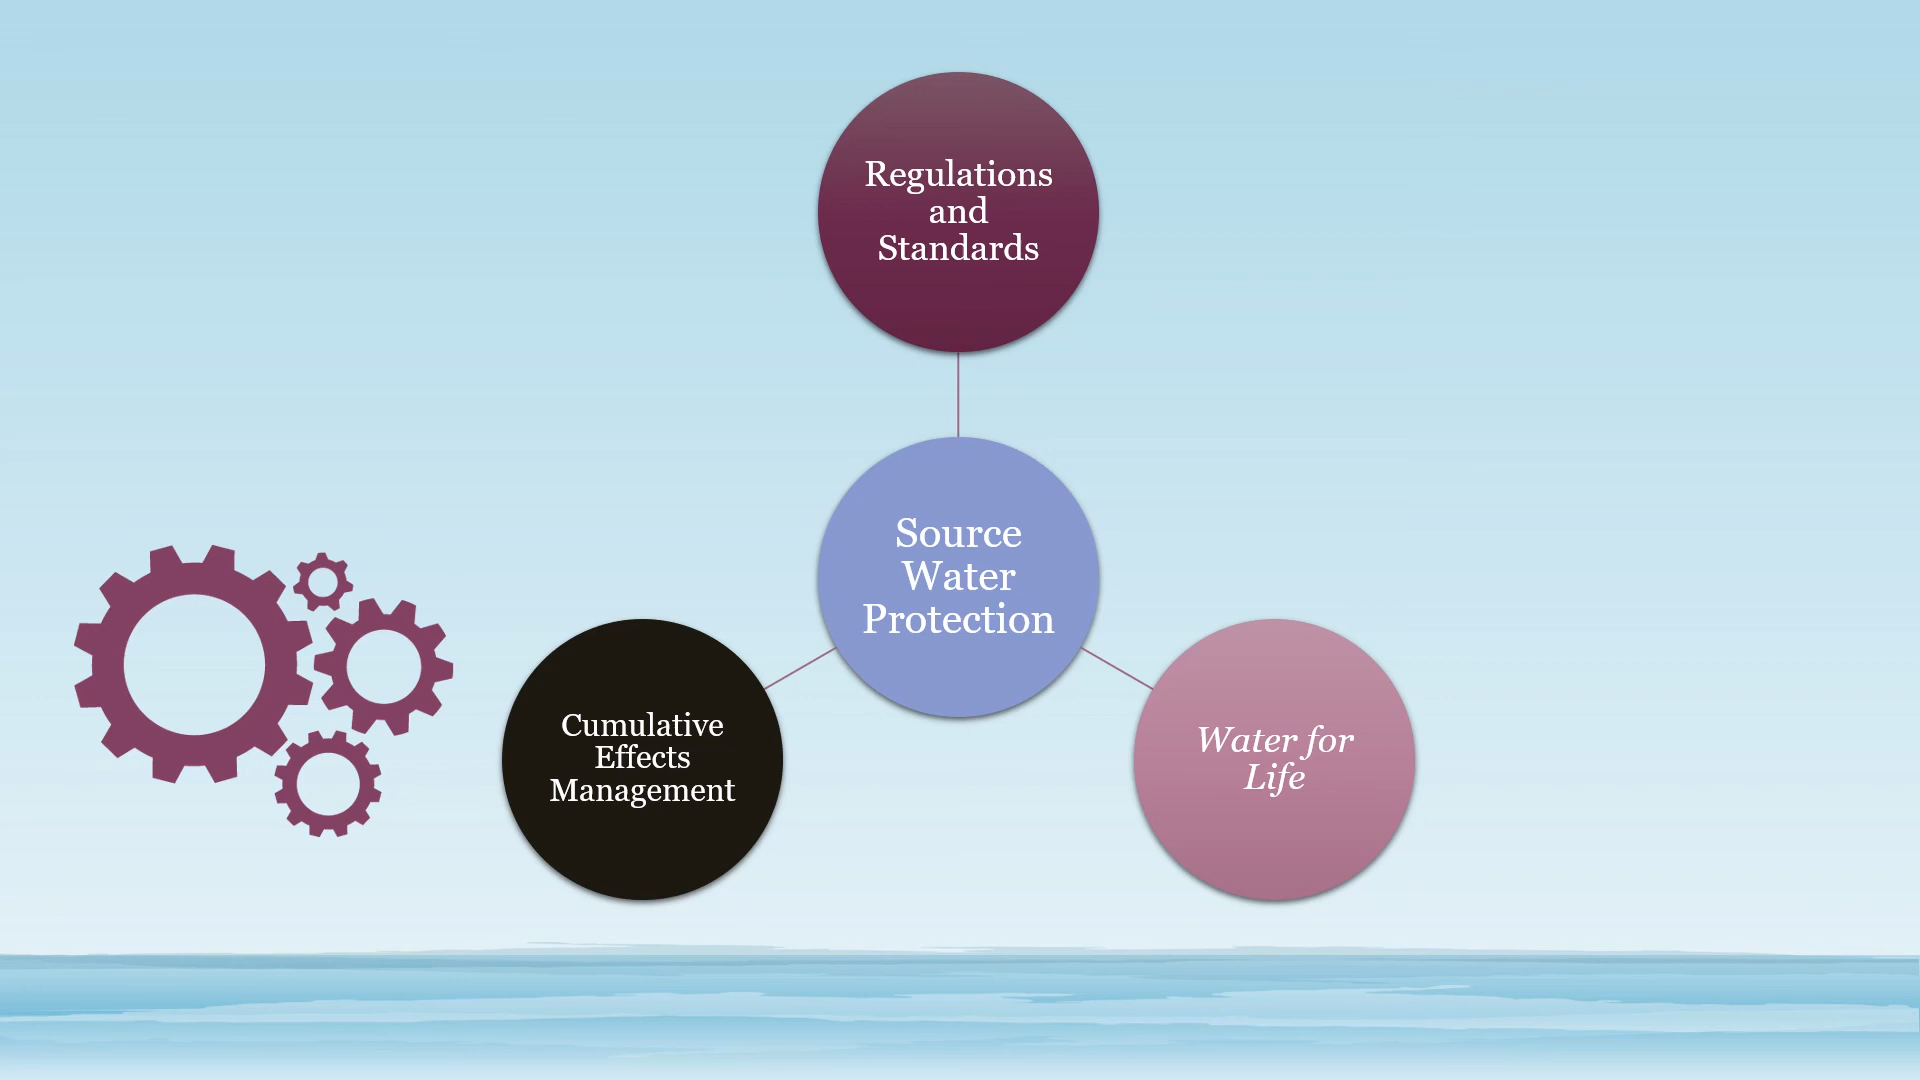 Regulations
and
Standards
Source
Water
Protection
Cumulative
Effects
Management
Water for
Life